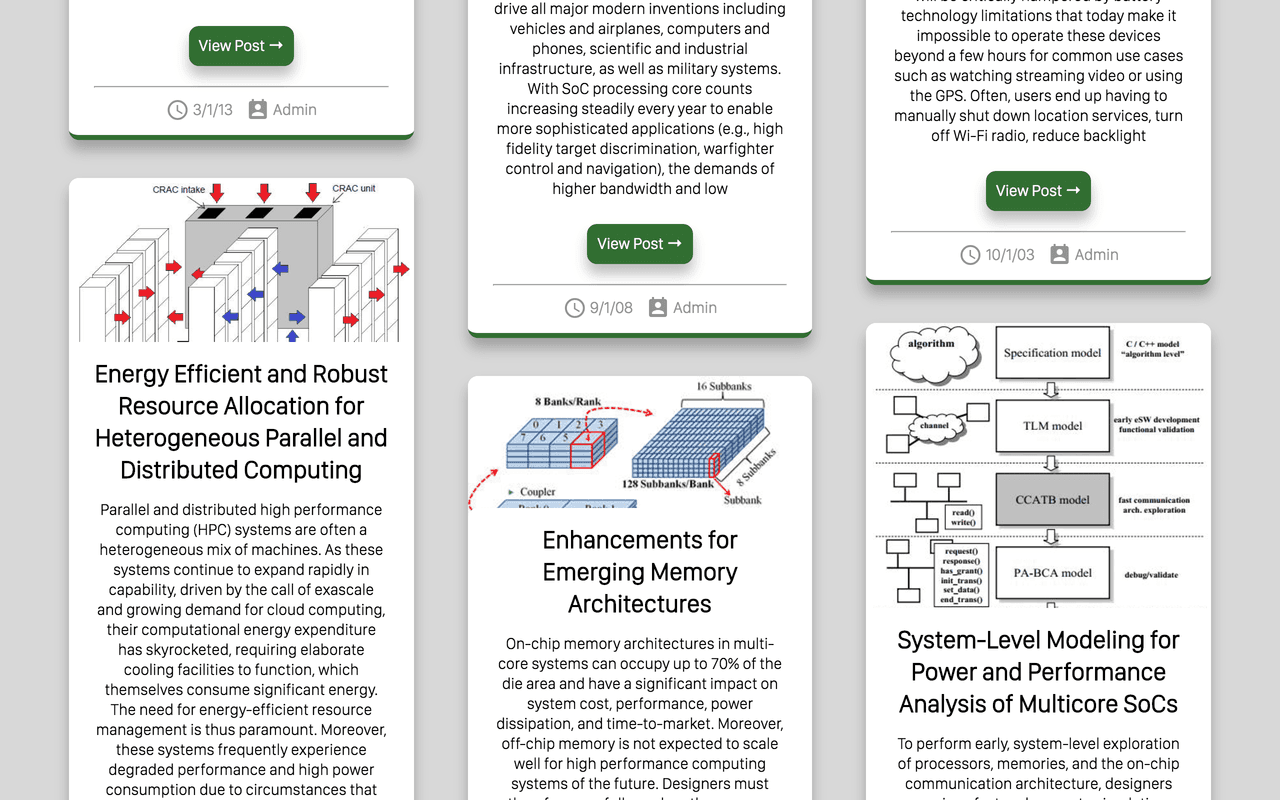 View Post →
3/1/13 Admin
CRAC intake
CRAC unit
Energy Efficient and Robust
Resource Allocation for
Heterogeneous Parallel and
Distributed Computing
Parallel and distributed high performance
computing (HPC) systems are often a
heterogeneous mix of machines. As these
systems continue to expand rapidly in
capability, driven by the call of exascale
and growing demand for cloud computing,
their computational energy expenditure
has skyrocketed, requiring elaborate
cooling facilities to function, which
themselves consume significant energy.
The need for energy-efficient resource
management is thus paramount. Moreover,
these systems frequently experience
degraded performance and high power
consumption due to circumstances that
drive all major modern inventions including
vehicles and airplanes, computers and
phones, scientific and industrial
infrastructure, as well as military systems.
With SoC processing core counts
increasing steadily every year to enable
more sophisticated applications (e.g., high
fidelity target discrimination, warfighter
control and navigation), the demands of
higher bandwidth and low
View Post →
9/1/08 Admin
16 Subbanks
8 Banks/Rank
0 1 2 3
7 6 5 4
8 Subbanks
128 Subbanks/Bank
Subbank
► Coupler
Enhancements for
Emerging Memory
Architectures
On-chip memory architectures in multi-
core systems can occupy up to 70% of the
die area and have a significant impact on
system cost, performance, power
dissipation, and time-to-market. Moreover,
off-chip memory is not expected to scale
well for high performance computing
systems of the future. Designers must
technology limitations that today make it
impossible to operate these devices
beyond a few hours for common use cases
such as watching streaming video or using
the GPS. Often, users end up having to
manually shut down location services, turn
off Wi-Fi radio, reduce backlight
View Post →
10/1/03 Admin
algorithm
Specification model
C / C++ model
"algorithm level"
channel
TLM model
early eSW development
functional validation
CCATB model
fast communication
arch. exploration
read()
write()
request()
response()
has_grant()
init_trans()
set_data()
end_trans()
PA-BCA model
debug/validate
System-Level Modeling for
Power and Performance
Analysis of Multicore SoCs
To perform early, system-level exploration
of processors, memories, and the on-chip
communication architecture, designers